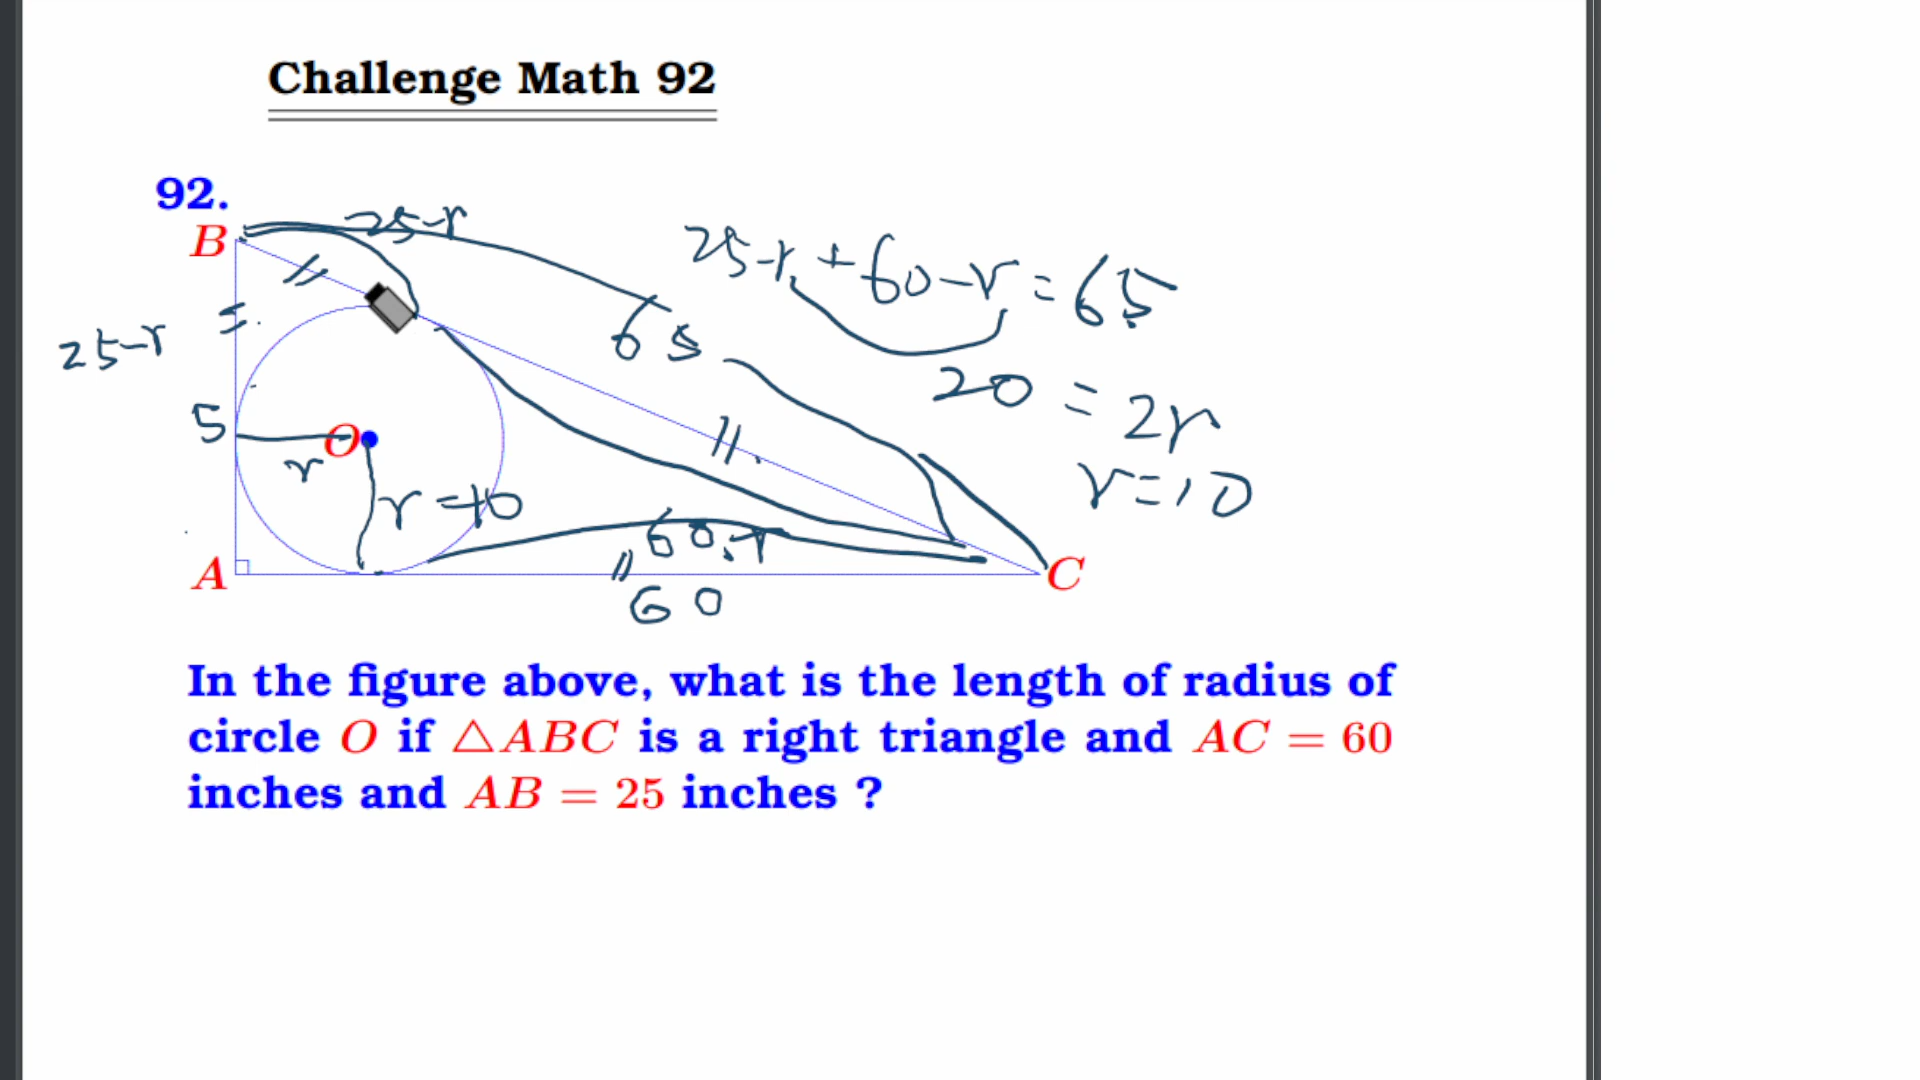 Challenge Math 92
92.
B
25-r
25-r + 60-r = 65
25-r
65
20 = 2r
5
O
r
r = 10
r = 10
60-r
A
C
60
In the figure above, what is the length of radius of
circle O if △ABC is a right triangle and AC = 60
inches and AB = 25 inches ?